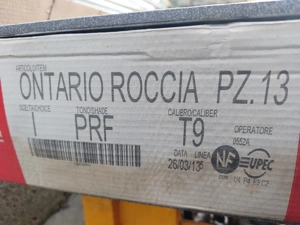 ARTICOLO/ITEM
ONTARIO ROCCIA PZ.13
SCELTA/CHOICE TONO/SHADE CALIBRO/CALIBER
I PRF T9 OPERATORE
0552A
DATA LINEA
26/03/13 NF UPEC